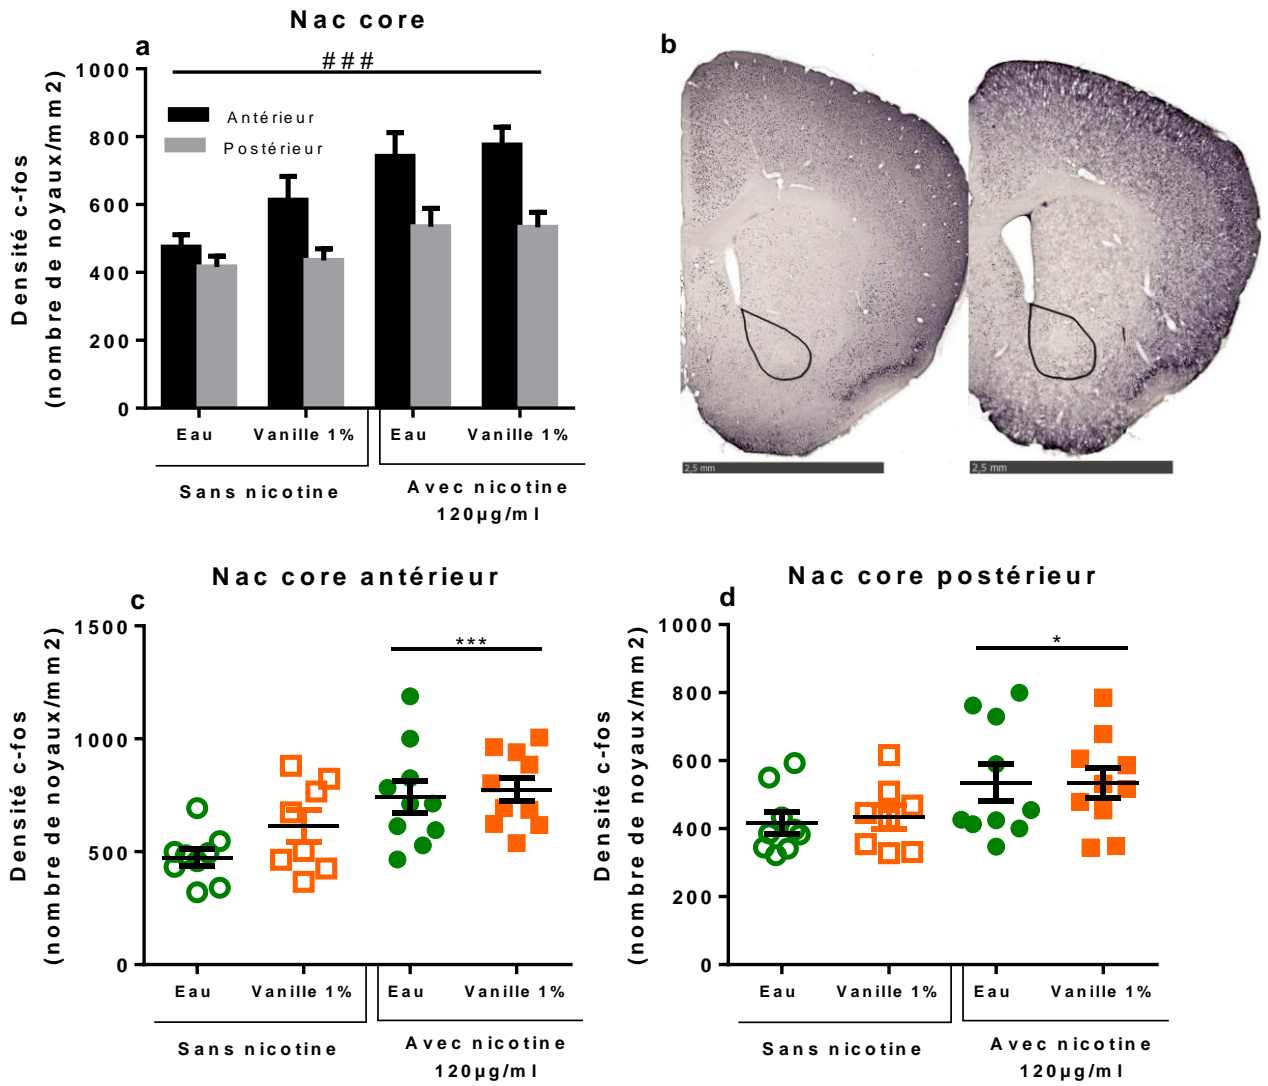 Nac core
a
###
1000
800
600
400
200
0
Densité c-fos
(nombre de noyaux/mm2)
Antérieur
Postérieur
Eau Vanille 1% Eau Vanille 1%
Sans nicotine
Avec nicotine
120µg/ml
b
2,5 mm
2,5 mm
Nac core antérieur
c
***
1500
1000
500
0
Densité c-fos
(nombre de noyaux/mm2)
Eau Vanille 1% Eau Vanille 1%
Sans nicotine
Avec nicotine
120µg/ml
Nac core postérieur
d
*
1000
800
600
400
200
0
Densité c-fos
(nombre de noyaux/mm2)
Eau Vanille 1% Eau Vanille 1%
Sans nicotine
Avec nicotine
120µg/ml